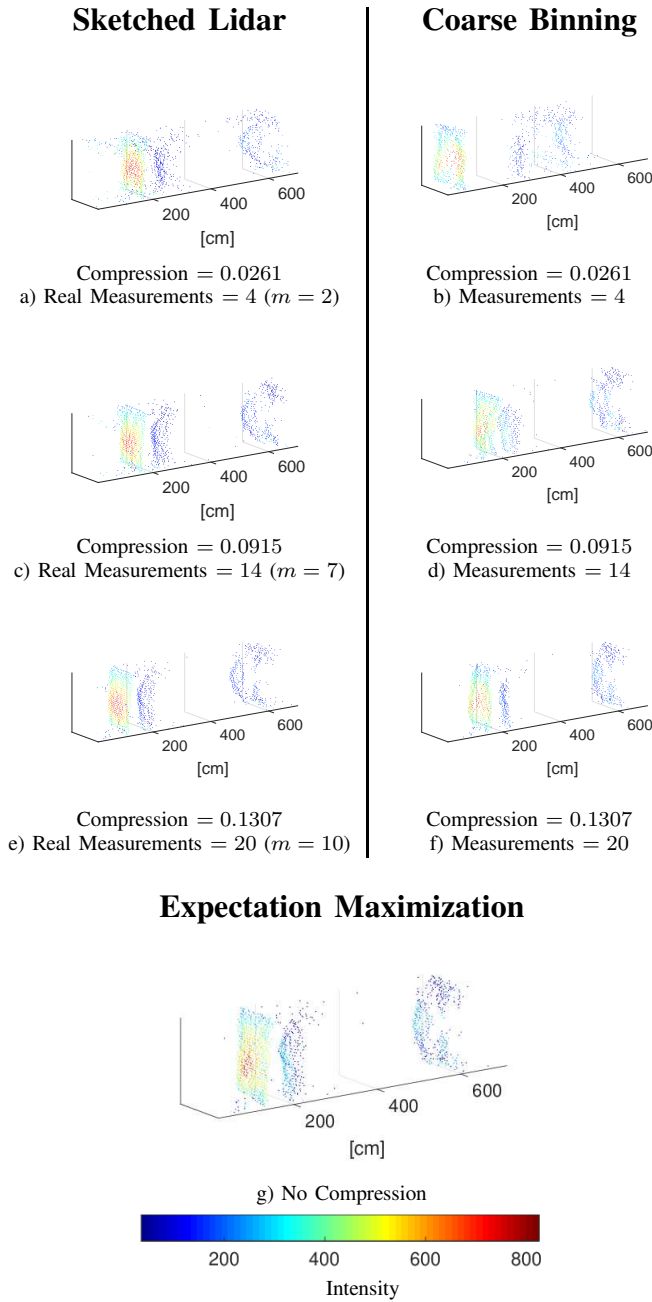 Sketched Lidar
Coarse Binning
200
400
600
[cm]
200
400
600
[cm]
Compression = 0.0261
a) Real Measurements = 4 (m = 2)
Compression = 0.0261
b) Measurements = 4
200
400
600
[cm]
200
400
600
[cm]
Compression = 0.0915
c) Real Measurements = 14 (m = 7)
Compression = 0.0915
d) Measurements = 14
200
400
600
[cm]
200
400
600
[cm]
Compression = 0.1307
e) Real Measurements = 20 (m = 10)
Compression = 0.1307
f) Measurements = 20
Expectation Maximization
200
400
600
[cm]
g) No Compression
200 400 600 800
Intensity